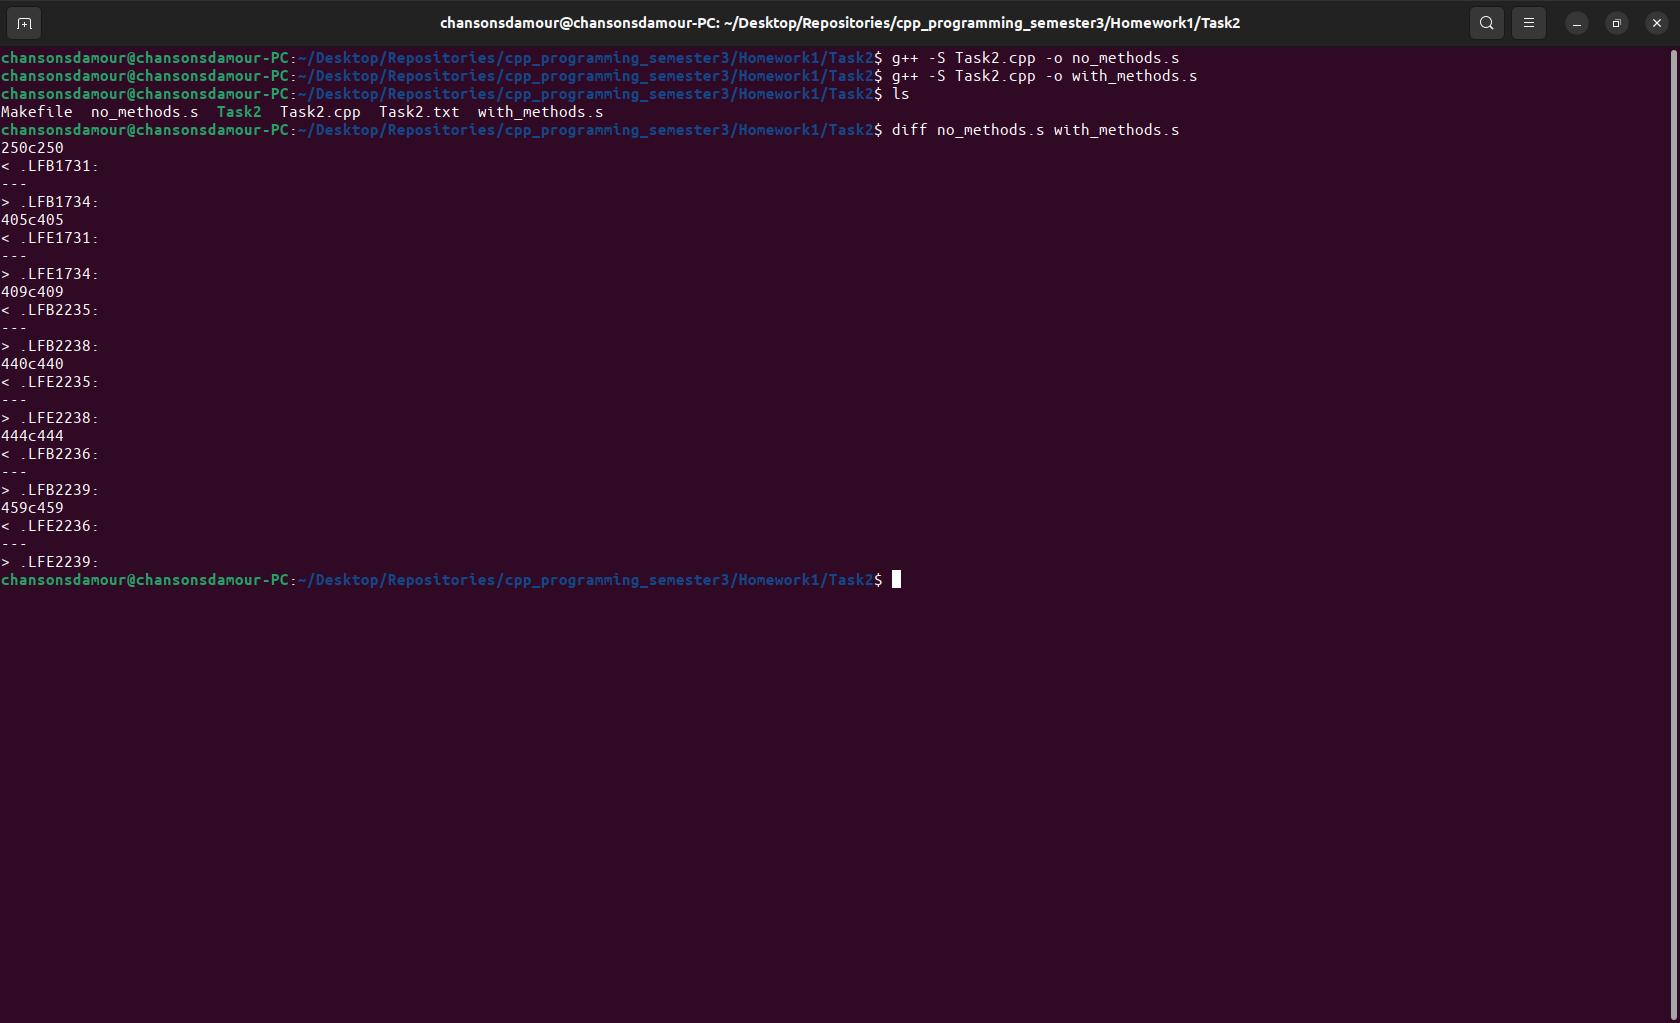 chansonsdamour@chansonsdamour-PC: ~/Desktop/Repositories/cpp_programming_semester3/Homework1/Task2
chansonsdamour@chansonsdamour-PC:~/Desktop/Repositories/cpp_programming_semester3/Homework1/Task2$ g++ -S Task2.cpp -o no_methods.s
chansonsdamour@chansonsdamour-PC:~/Desktop/Repositories/cpp_programming_semester3/Homework1/Task2$ g++ -S Task2.cpp -o with_methods.s
chansonsdamour@chansonsdamour-PC:~/Desktop/Repositories/cpp_programming_semester3/Homework1/Task2$ ls
Makefile  no_methods.s  Task2  Task2.cpp  Task2.txt  with_methods.s
chansonsdamour@chansonsdamour-PC:~/Desktop/Repositories/cpp_programming_semester3/Homework1/Task2$ diff no_methods.s with_methods.s
250c250
< .LFB1731:
---
> .LFB1734:
405c405
< .LFE1731:
---
> .LFE1734:
409c409
< .LFB2235:
---
> .LFB2238:
440c440
< .LFE2235:
---
> .LFE2238:
444c444
< .LFB2236:
---
> .LFB2239:
459c459
< .LFE2236:
---
> .LFE2239:
chansonsdamour@chansonsdamour-PC:~/Desktop/Repositories/cpp_programming_semester3/Homework1/Task2$